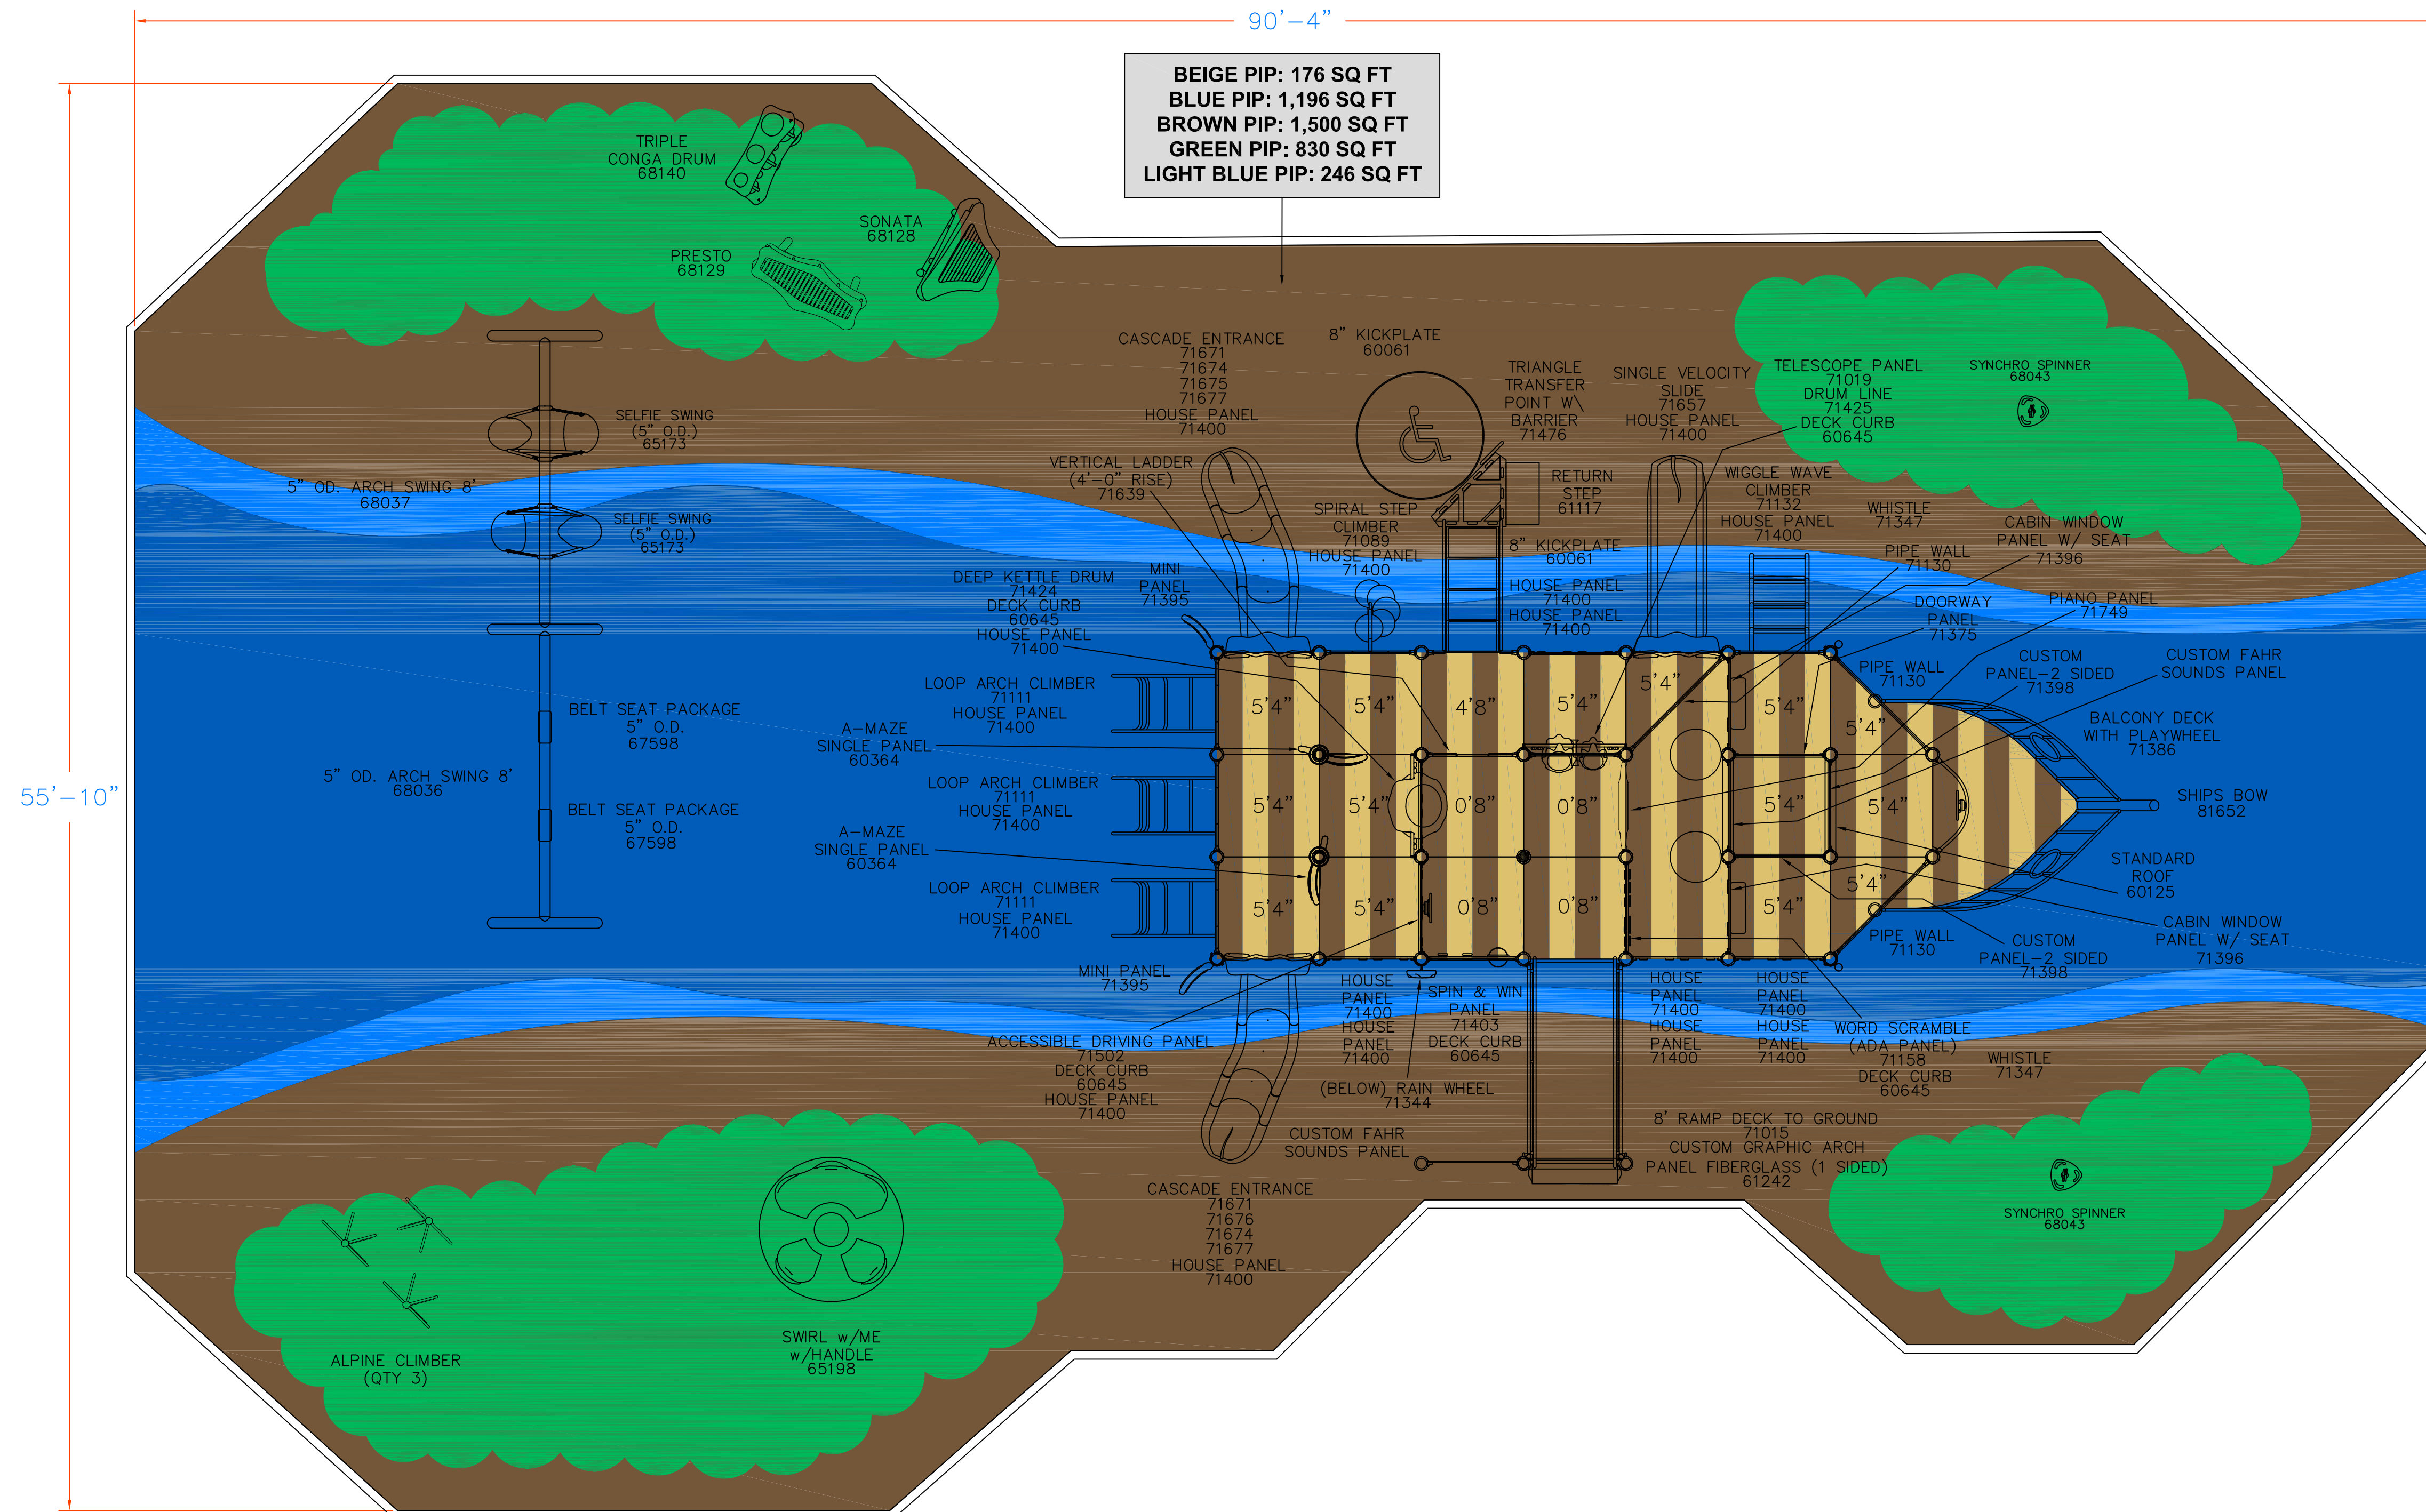 90'-4"
BEIGE PIP: 176 SQ FT
BLUE PIP: 1,196 SQ FT
BROWN PIP: 1,500 SQ FT
GREEN PIP: 830 SQ FT
LIGHT BLUE PIP: 246 SQ FT
55'-10"
TRIPLE
CONGA DRUM
68140
SONATA
68128
PRESTO
68129
SELFIE SWING
(5" O.D.)
65173
5" OD. ARCH SWING 8'
68037
SELFIE SWING
(5" O.D.)
65173
BELT SEAT PACKAGE
5" O.D.
67598
5" OD. ARCH SWING 8'
68036
BELT SEAT PACKAGE
5" O.D.
67598
CASCADE ENTRANCE
71671
71674
71675
71677
HOUSE PANEL
71400
8" KICKPLATE
60061
TRIANGLE
TRANSFER
POINT W\
BARRIER
71476
SINGLE VELOCITY
SLIDE
71657
HOUSE PANEL
71400
TELESCOPE PANEL
71019
DRUM LINE
71425
DECK CURB
60645
SYNCHRO SPINNER
68043
VERTICAL LADDER
(4'-0" RISE)
71639
SPIRAL STEP
CLIMBER
71089
HOUSE PANEL
71400
RETURN
STEP
61117
8" KICKPLATE
60061
HOUSE PANEL
71400
HOUSE PANEL
71400
WIGGLE WAVE
CLIMBER
71132
HOUSE PANEL
71400
WHISTLE
71347
CABIN WINDOW
PANEL W/ SEAT
71396
PIPE WALL
71130
DOORWAY
PANEL
71375
PIANO PANEL
71749
DEEP KETTLE DRUM
71424
DECK CURB
60645
HOUSE PANEL
71400
MINI
PANEL
71395
PIPE WALL
71130
CUSTOM
PANEL-2 SIDED
71398
CUSTOM FAHR
SOUNDS PANEL
LOOP ARCH CLIMBER
71111
HOUSE PANEL
71400
A-MAZE
SINGLE PANEL
60364
LOOP ARCH CLIMBER
71111
HOUSE PANEL
71400
A-MAZE
SINGLE PANEL
60364
LOOP ARCH CLIMBER
71111
HOUSE PANEL
71400
5'4"
5'4"
4'8"
5'4"
5'4"
5'4"
5'4"
5'4"
5'4"
0'8"
0'8"
5'4"
5'4"
5'4"
5'4"
0'8"
0'8"
5'4"
5'4"
BALCONY DECK
WITH PLAYWHEEL
71386
SHIPS BOW
81652
STANDARD
ROOF
60125
CABIN WINDOW
PANEL W/ SEAT
71396
PIPE WALL
71130
CUSTOM
PANEL-2 SIDED
71398
MINI PANEL
71395
ACCESSIBLE DRIVING PANEL
71502
DECK CURB
60645
HOUSE PANEL
71400
HOUSE
PANEL
71400
HOUSE
PANEL
71400
SPIN & WIN
PANEL
71403
DECK CURB
60645
(BELOW) RAIN WHEEL
71344
CUSTOM FAHR
SOUNDS PANEL
HOUSE
PANEL
71400
HOUSE
PANEL
71400
HOUSE
PANEL
71400
HOUSE
PANEL
71400
WORD SCRAMBLE
(ADA PANEL)
71158
DECK CURB
60645
WHISTLE
71347
8' RAMP DECK TO GROUND
71015
CUSTOM GRAPHIC ARCH
PANEL FIBERGLASS (1 SIDED)
61242
CASCADE ENTRANCE
71671
71676
71674
71677
HOUSE PANEL
71400
SYNCHRO SPINNER
68043
ALPINE CLIMBER
(QTY 3)
SWIRL w/ME
w/HANDLE
65198